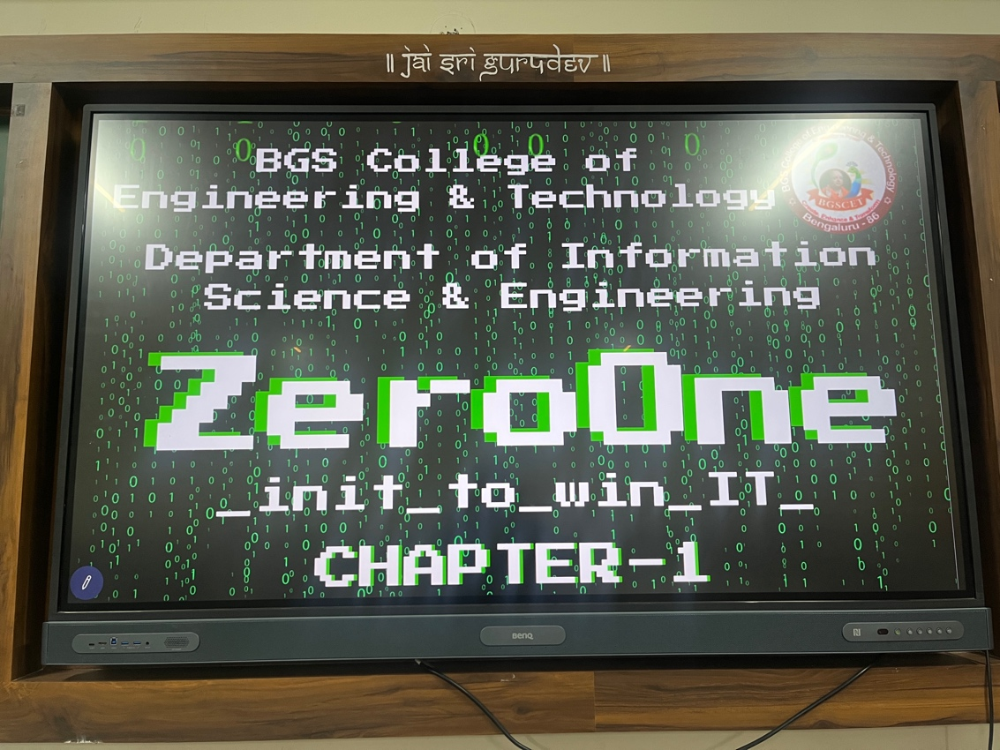 ॥ jai sri gurudev ॥
BGS College of
Engineering & Technology
BGS College of Engineering & Technology
BGSCET
Bengaluru - 86
Department of Information
Science & Engineering
ZeroOne
_init_to_win_IT_
CHAPTER-1
BenQ